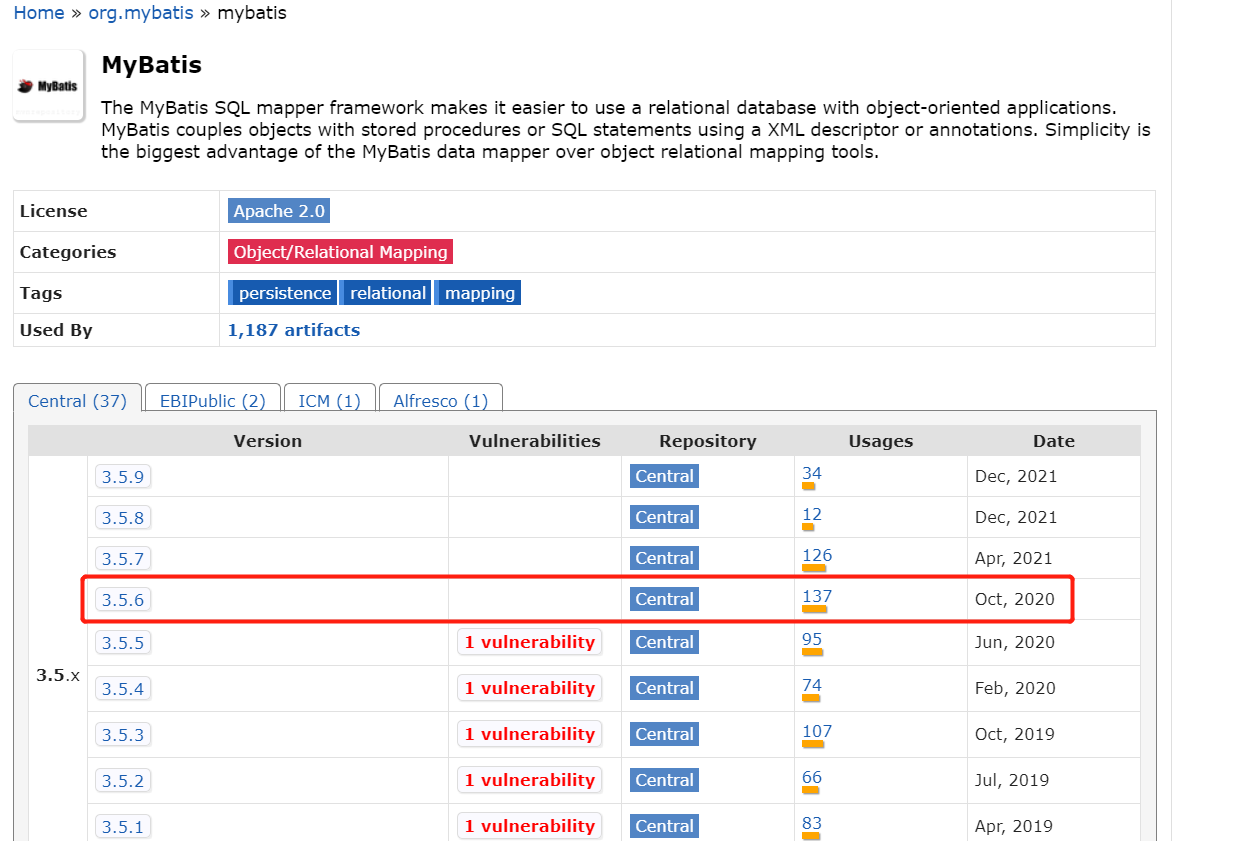 Home » org.mybatis » mybatis
MyBatis
MyBatis
The MyBatis SQL mapper framework makes it easier to use a relational database with object-oriented applications.
MyBatis couples objects with stored procedures or SQL statements using a XML descriptor or annotations. Simplicity is
the biggest advantage of the MyBatis data mapper over object relational mapping tools.
License Apache 2.0
Categories Object/Relational Mapping
Tags persistence relational mapping
Used By 1,187 artifacts
Central (37) EBIPublic (2) ICM (1) Alfresco (1)
Version Vulnerabilities Repository Usages Date
3.5.9 Central 34 Dec, 2021
3.5.8 Central 12 Dec, 2021
3.5.7 Central 126 Apr, 2021
3.5.6 Central 137 Oct, 2020
3.5.5 1 vulnerability Central 95 Jun, 2020
3.5.x
3.5.4 1 vulnerability Central 74 Feb, 2020
3.5.3 1 vulnerability Central 107 Oct, 2019
3.5.2 1 vulnerability Central 66 Jul, 2019
3.5.1 1 vulnerability Central 83 Apr, 2019